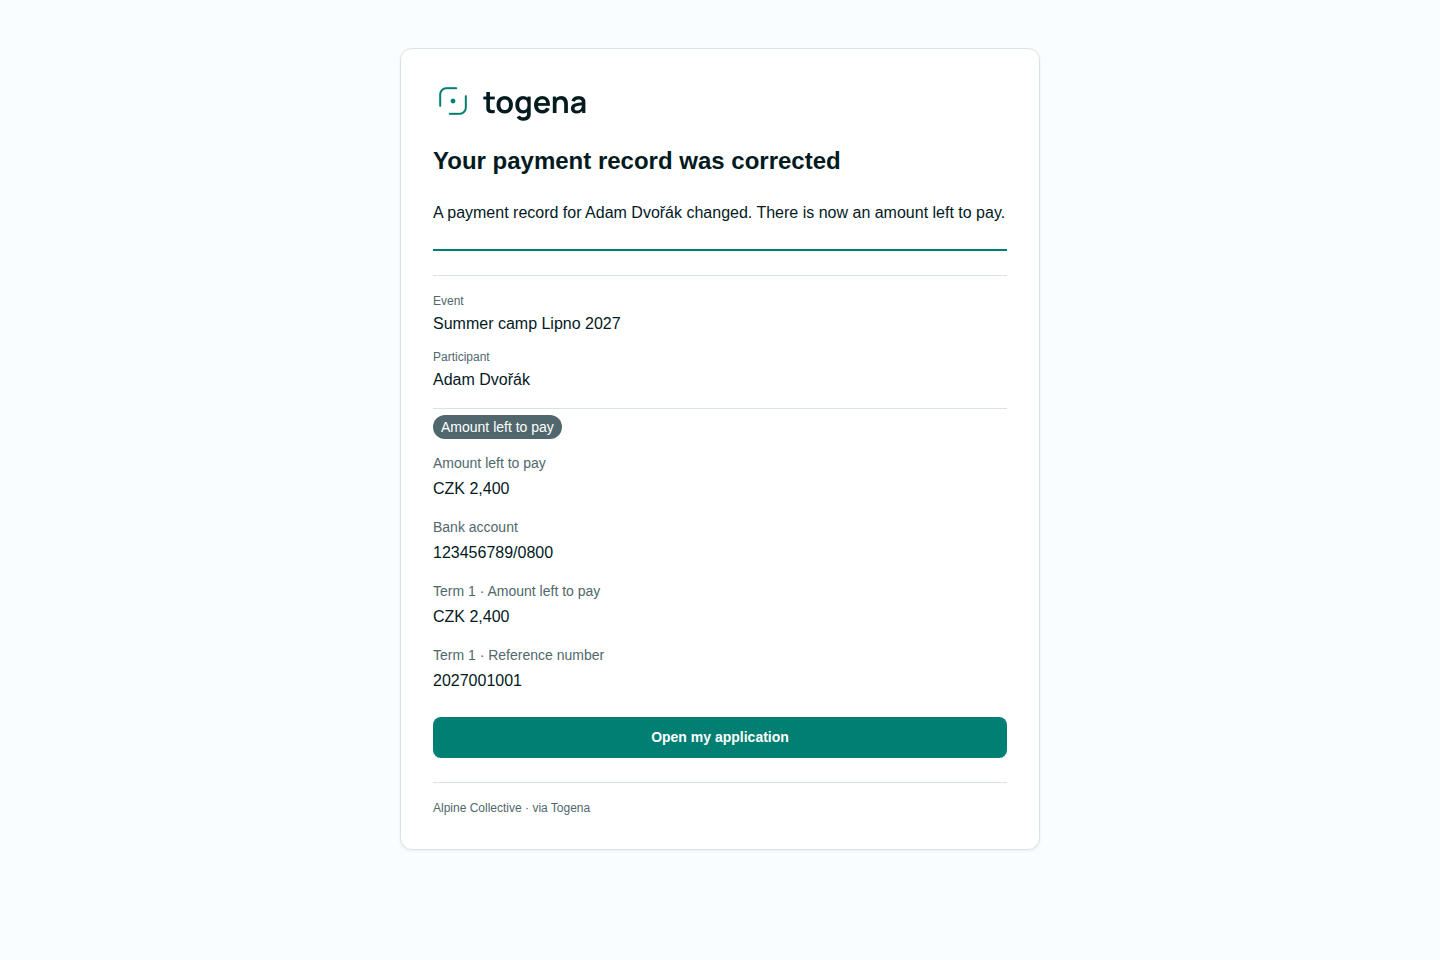 togena
Your payment record was corrected
A payment record for Adam Dvořák changed. There is now an amount left to pay.
Event
Summer camp Lipno 2027
Participant
Adam Dvořák
Amount left to pay
Amount left to pay
CZK 2,400
Bank account
123456789/0800
Term 1 · Amount left to pay
CZK 2,400
Term 1 · Reference number
2027001001
Open my application
Alpine Collective · via Togena